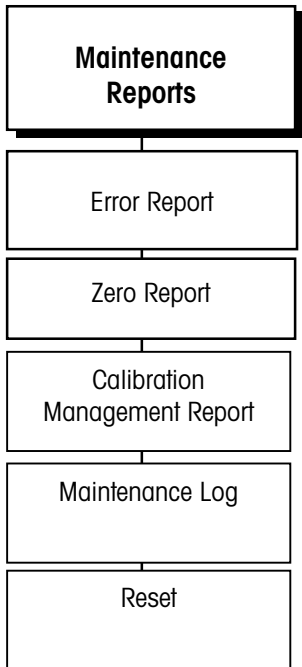 Maintenance
Reports
Error Report
Zero Report
Calibration
Management Report
Maintenance Log
Reset